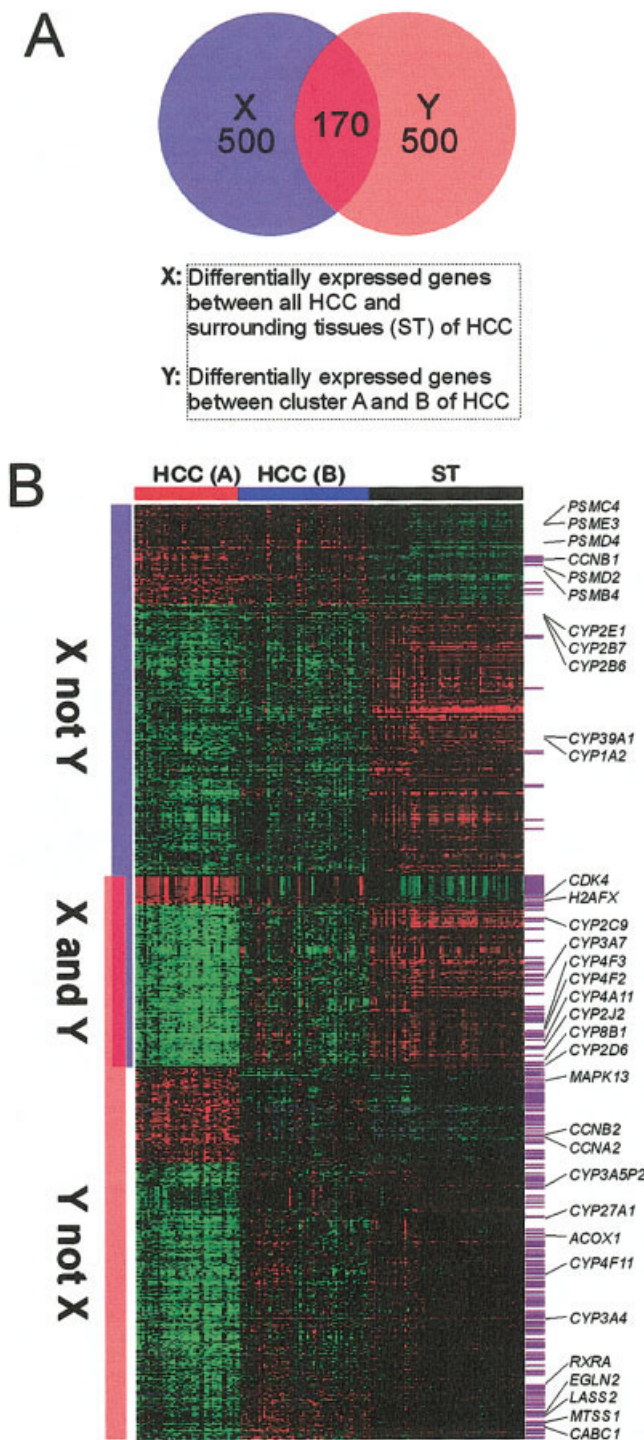 A
X
500
170
Y
500
X: Differentially expressed genes
between all HCC and
surrounding tissues (ST) of HCC
Y: Differentially expressed genes
between cluster A and B of HCC
B
HCC (A)
HCC (B)
ST
X not Y
X and Y
Y not X
PSMC4
PSME3
PSMD4
CCNB1
PSMD2
PSMB4
CYP2E1
CYP2B7
CYP2B6
CYP39A1
CYP1A2
CDK4
H2AFX
CYP2C9
CYP3A7
CYP4F3
CYP4F2
CYP4A11
CYP2J2
CYP8B1
CYP2D6
MAPK13
CCNB2
CCNA2
CYP3A5P2
CYP27A1
ACOX1
CYP4F11
CYP3A4
RXRA
EGLN2
LASS2
MTSS1
CABC1